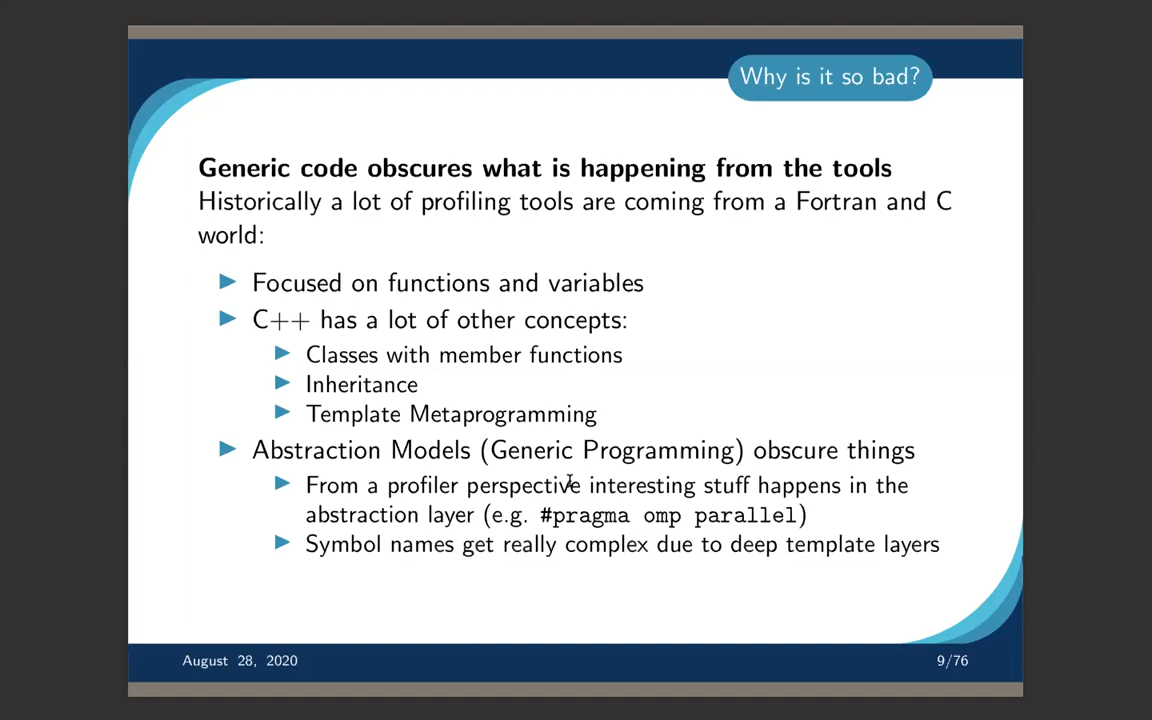 Why is it so bad?
Generic code obscures what is happening from the tools
Historically a lot of profiling tools are coming from a Fortran and C
world:
Focused on functions and variables
C++ has a lot of other concepts:
Classes with member functions
Inheritance
Template Metaprogramming
Abstraction Models (Generic Programming) obscure things
From a profiler perspective interesting stuff happens in the
abstraction layer (e.g. #pragma omp parallel)
Symbol names get really complex due to deep template layers
August 28, 2020
9/76